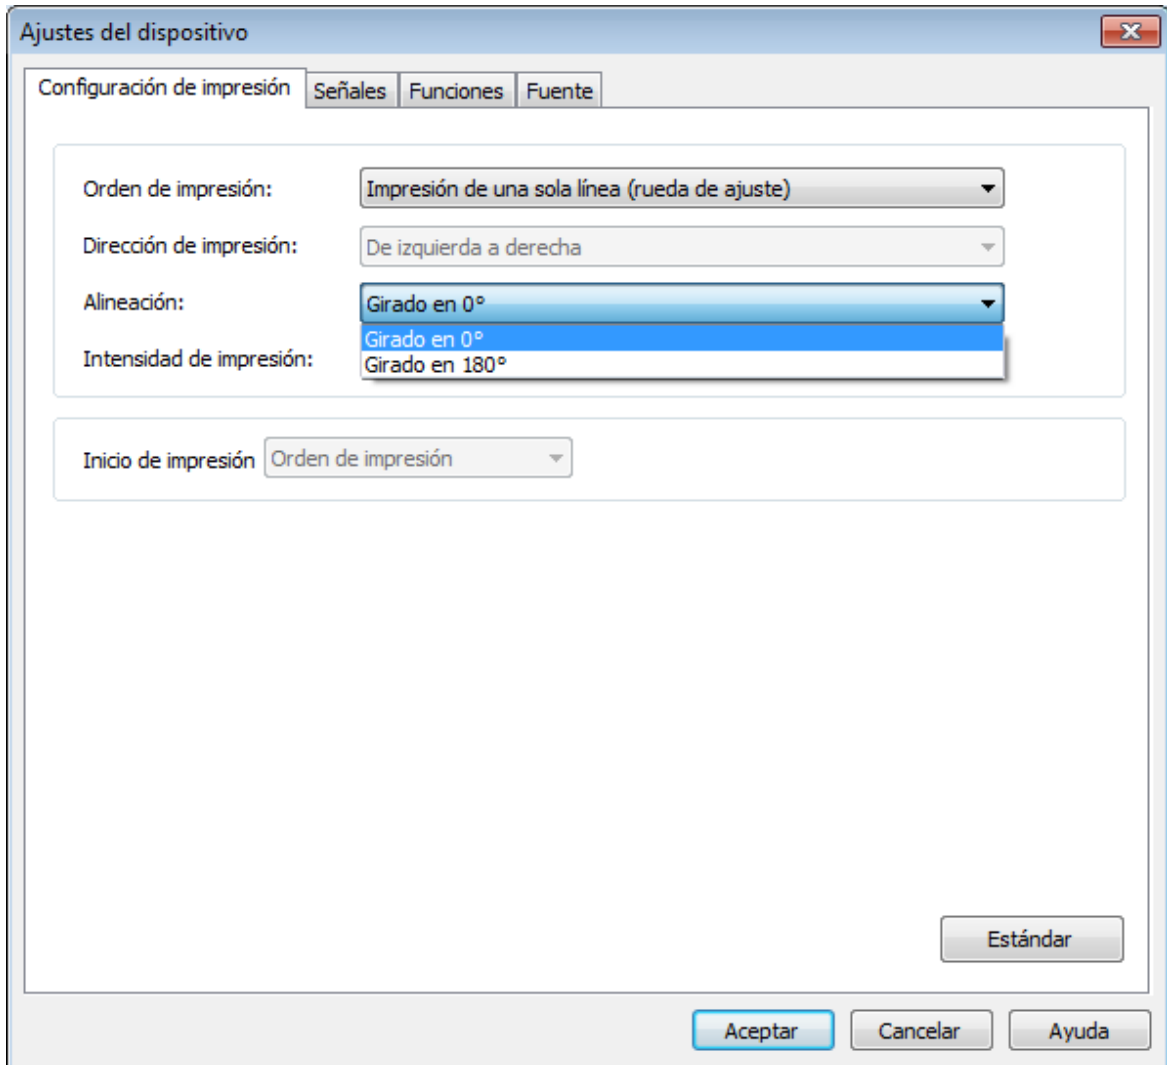 Ajustes del dispositivo
Configuración de impresión Señales Funciones Fuente
Orden de impresión: Impresión de una sola línea (rueda de ajuste)
Dirección de impresión: De izquierda a derecha
Alineación: Girado en 0°
Girado en 0°
Intensidad de impresión: Girado en 180°
Inicio de impresión Orden de impresión
Estándar
Aceptar Cancelar Ayuda